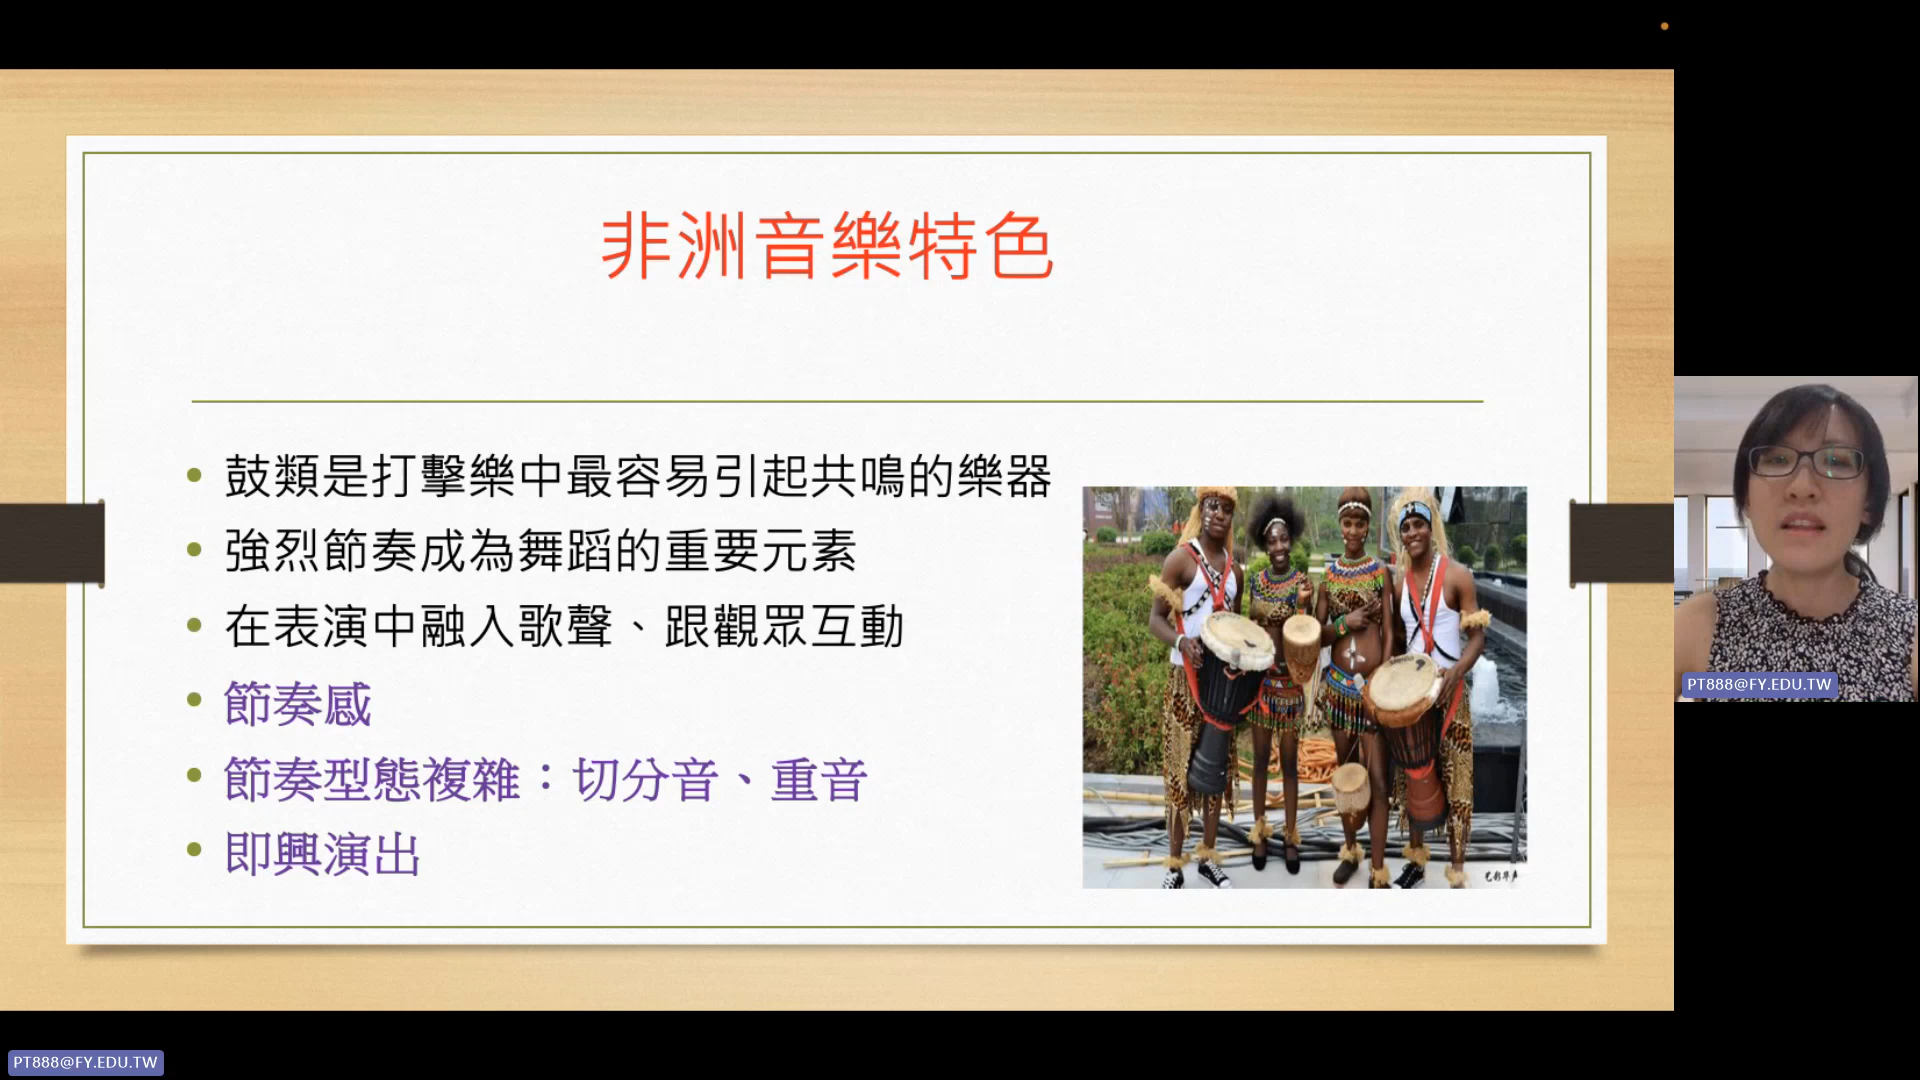 非洲音樂特色
鼓類是打擊樂中最容易引起共鳴的樂器
強烈節奏成為舞蹈的重要元素
在表演中融入歌聲、跟觀眾互動
節奏感
節奏型態複雜：切分音、重音
即興演出
PT888@FY.EDU.TW
PT888@FY.EDU.TW